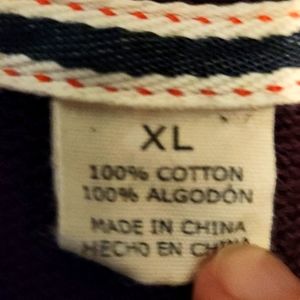 XL
100% COTTON
100% ALGODÓN
MADE IN CHINA
HECHO EN CHINA